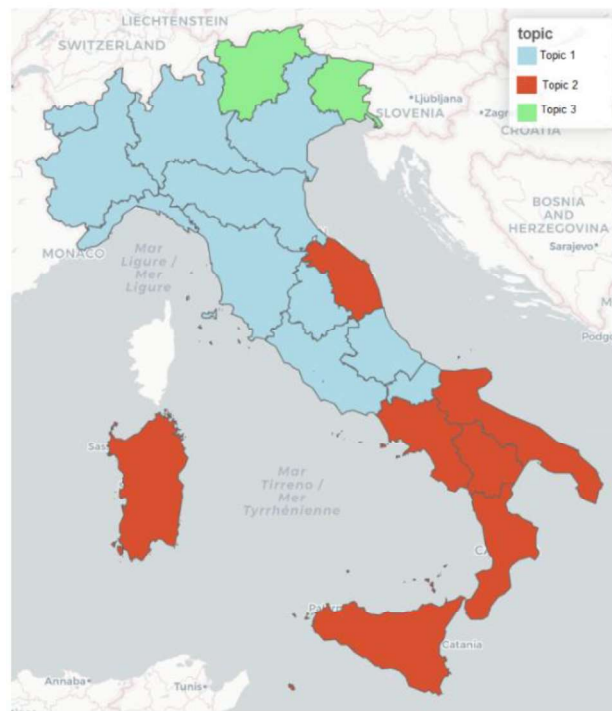 LIECHTENSTEIN
SWITZERLAND
topic
Topic 1
Topic 2
Topic 3
Ljubljana
SLOVENIA
CROATIA
BOSNIA
AND
HERZEGOVINA
Sarajevo
MONACO
Mar
Ligure /
Mer
Ligure
Mar
Tirreno /
Mer
Tyrrhénienne
Catania
Annaba
Tunis